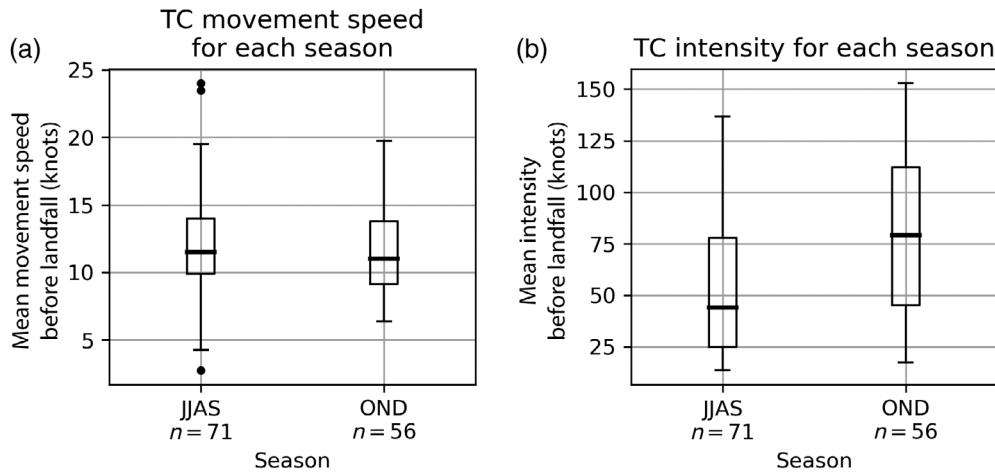 (a)
TC movement speed
for each season
Mean movement speed
before landfall (knots)
25
20
15
10
5
JJAS
n = 71
OND
n = 56
Season
(b)
TC intensity for each season
Mean intensity
before landfall (knots)
150
125
100
75
50
25
JJAS
n = 71
OND
n = 56
Season